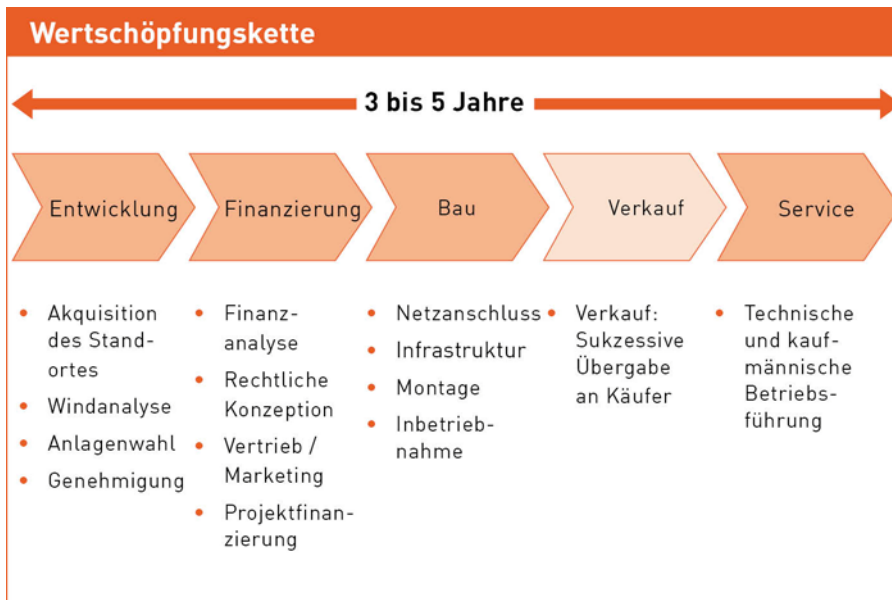 Wertschöpfungskette
3 bis 5 Jahre
Entwicklung
Finanzierung
Bau
Verkauf
Service
• Akquisition
des Stand-
ortes
• Windanalyse
• Anlagenwahl
• Genehmigung
• Finanz-
analyse
• Rechtliche
Konzeption
• Vertrieb /
Marketing
• Projektfinan-
zierung
• Netzanschluss
• Infrastruktur
• Montage
• Inbetrieb-
nahme
• Verkauf:
Sukzessive
Übergabe
an Käufer
• Technische
und kauf-
männische
Betriebs-
führung